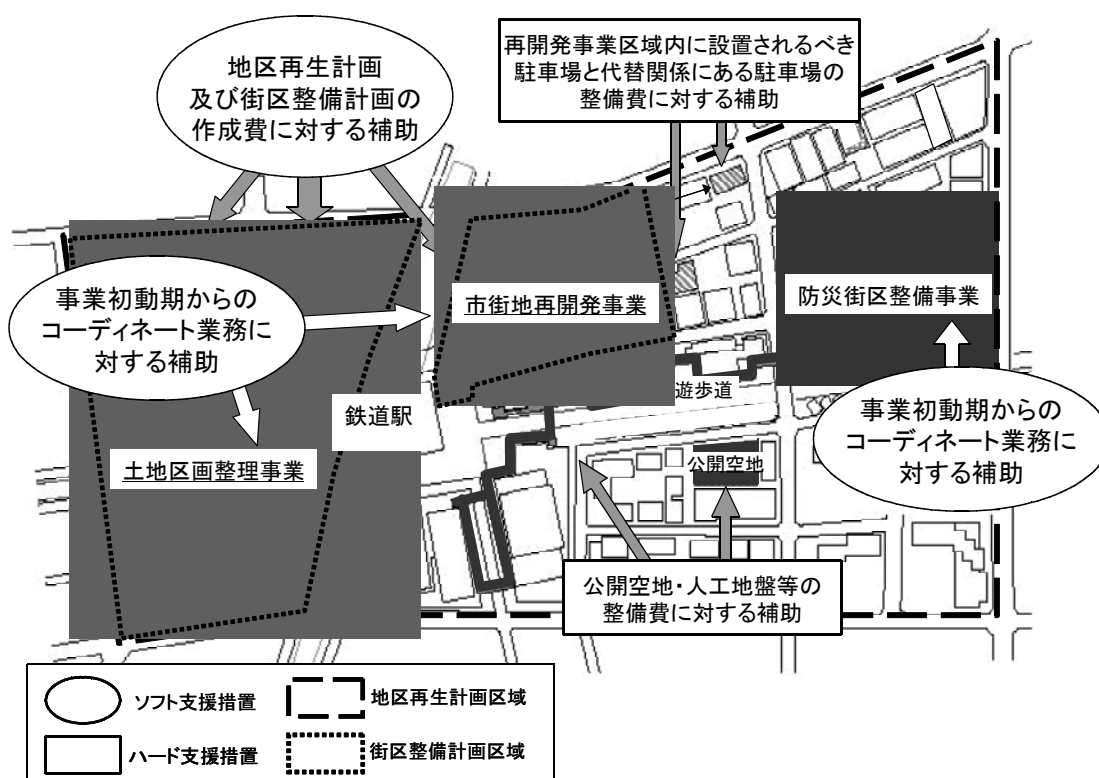 地区再生計画
及び街区整備計画の
作成費に対する補助
再開発事業区域内に設置されるべき
駐車場と代替関係にある駐車場の
整備費に対する補助
事業初動期からの
コーディネート業務に
対する補助
市街地再開発事業
防災街区整備事業
遊歩道
鉄道駅
土地区画整理事業
公開空地
事業初動期からの
コーディネート業務に
対する補助
公開空地・人工地盤等の
整備費に対する補助
ソフト支援措置
地区再生計画区域
ハード支援措置
街区整備計画区域